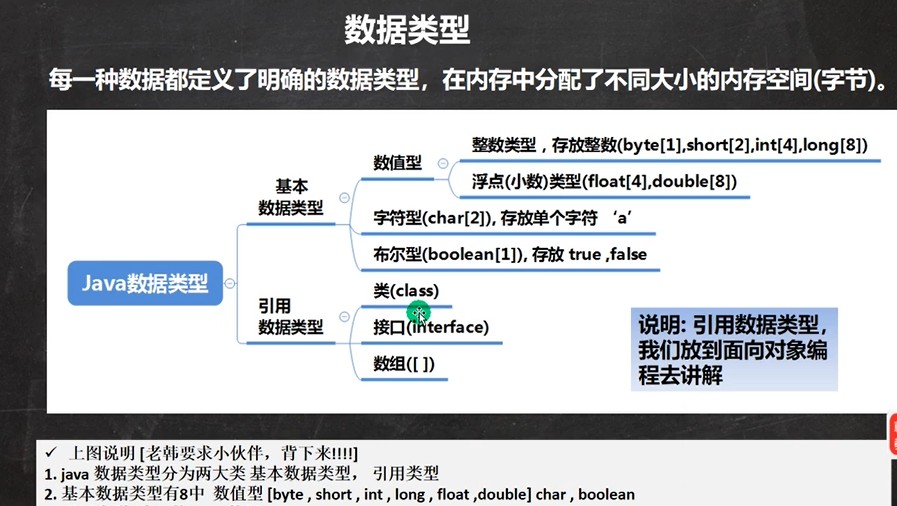 数据类型
每一种数据都定义了明确的数据类型，在内存中分配了不同大小的内存空间(字节)。
整数类型，存放整数(byte[1],short[2],int[4],long[8])
数值型
浮点(小数)类型(float[4],double[8])
基本
数据类型
字符型(char[2]), 存放单个字符 ‘a’
布尔型(boolean[1]), 存放 true ,false
Java数据类型
类(class)
引用
数据类型
接口(interface)
数组([ ])
说明: 引用数据类型,
我们放到面向对象编
程去讲解
✓ 上图说明 [老韩要求小伙伴，背下来!!!!]
1. java 数据类型分为两大类 基本数据类型， 引用类型
2. 基本数据类型有8中 数值型 [byte , short , int , long , float ,double] char , boolean